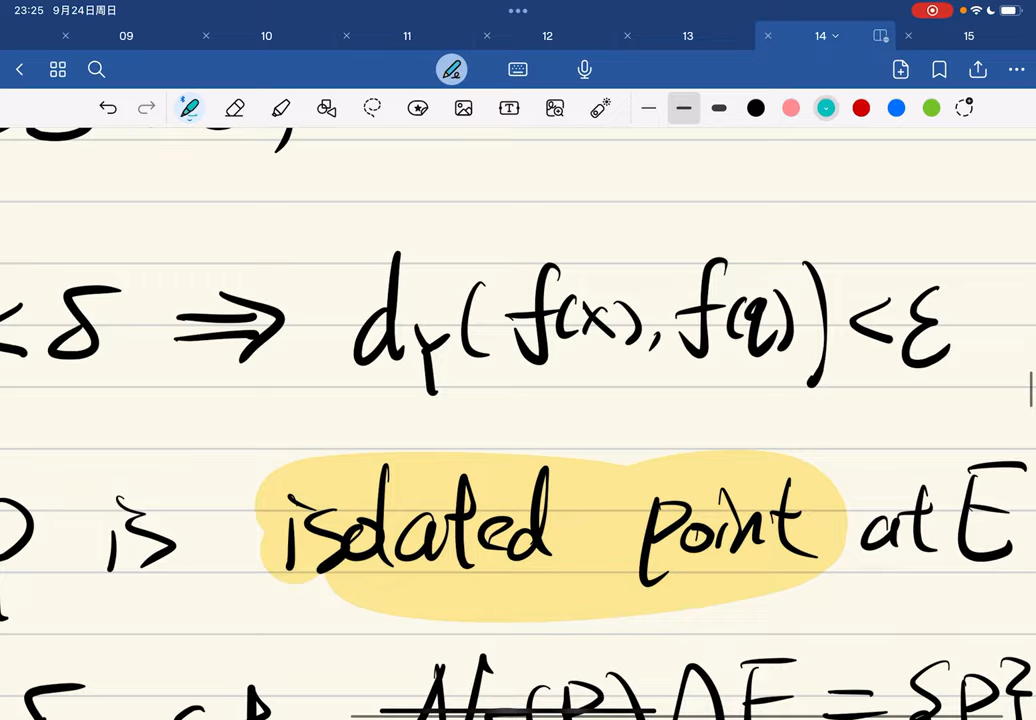 23:25 9月24日周日
09 10 11 12 13 14 15
< δ ⇒ d_Y(f(x), f(q)) < ε
p is isolated point at E
N_δ(P) ∩ E = {P}